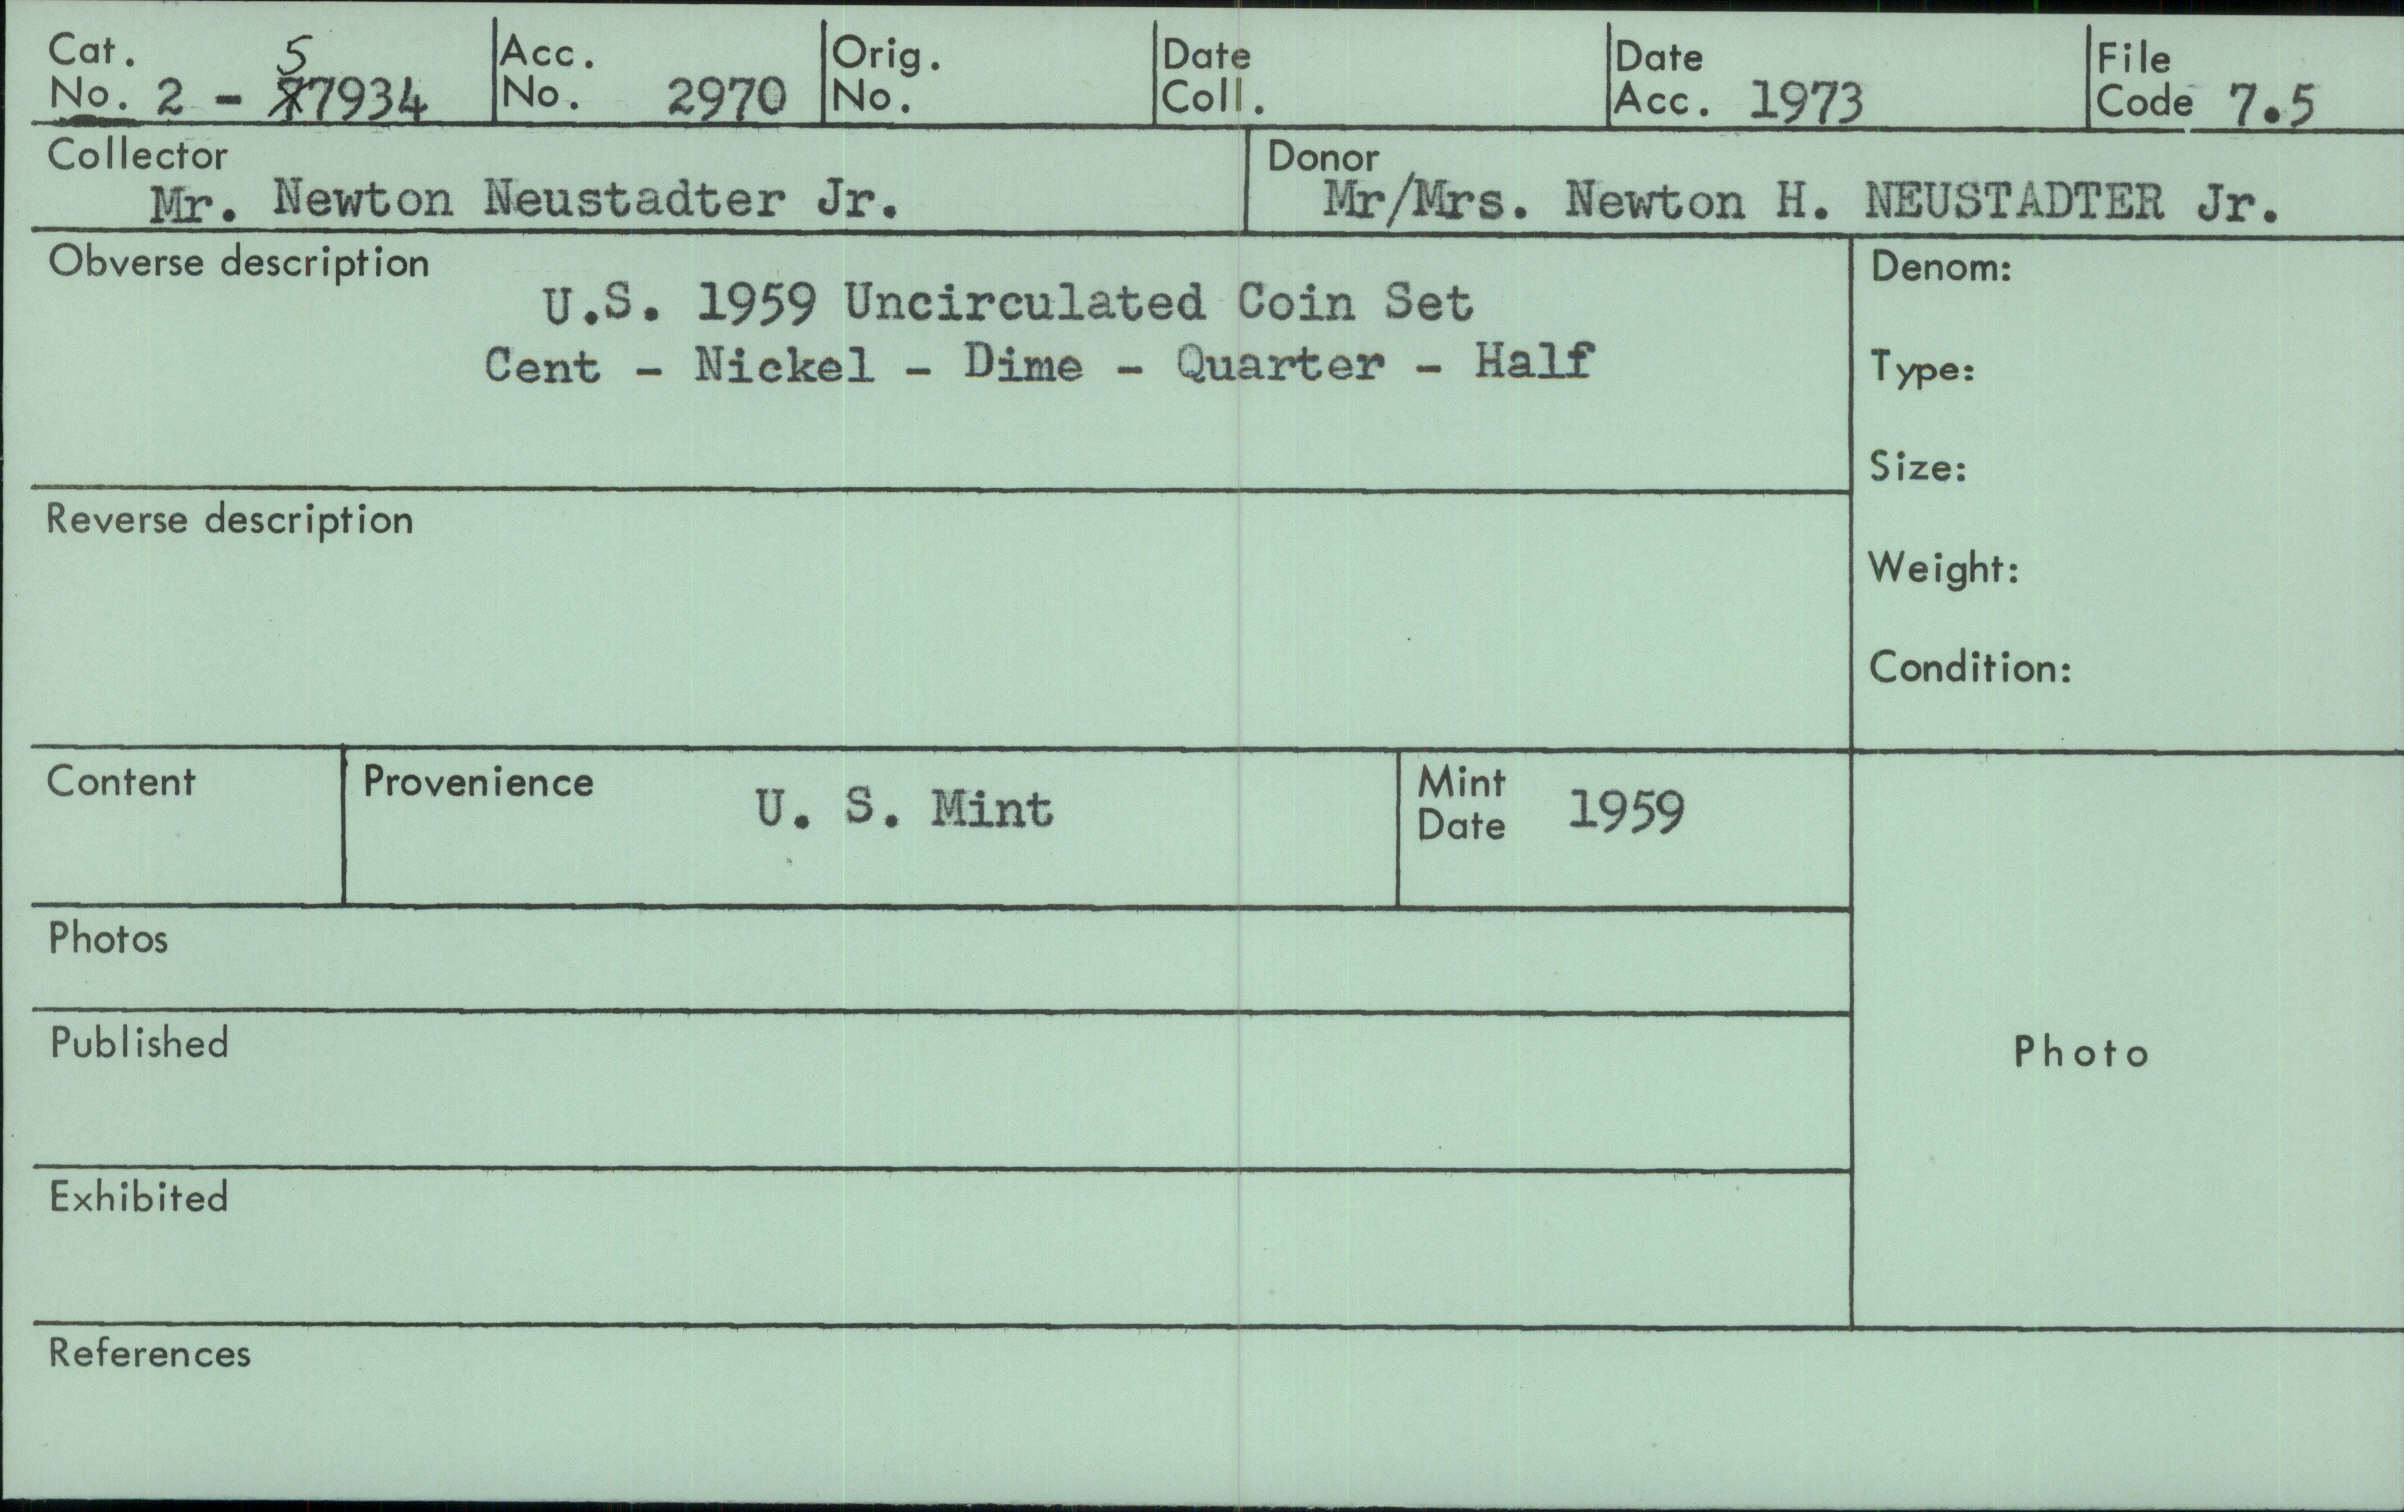 Cat. No. 2 - 57934
Acc. No. 2970
Orig. No.
Date Coll.
Date Acc. 1973
File Code 7.5
Collector
Mr. Newton Neustadter Jr.
Donor
Mr/Mrs. Newton H. NEUSTADTER Jr.
Obverse description
U.S. 1959 Uncirculated Coin Set
Cent - Nickel - Dime - Quarter - Half
Denom:
Type:
Size:
Weight:
Condition:
Reverse description
Content
Provenience
U. S. Mint
Mint Date 1959
Photos
Published
Photo
Exhibited
References